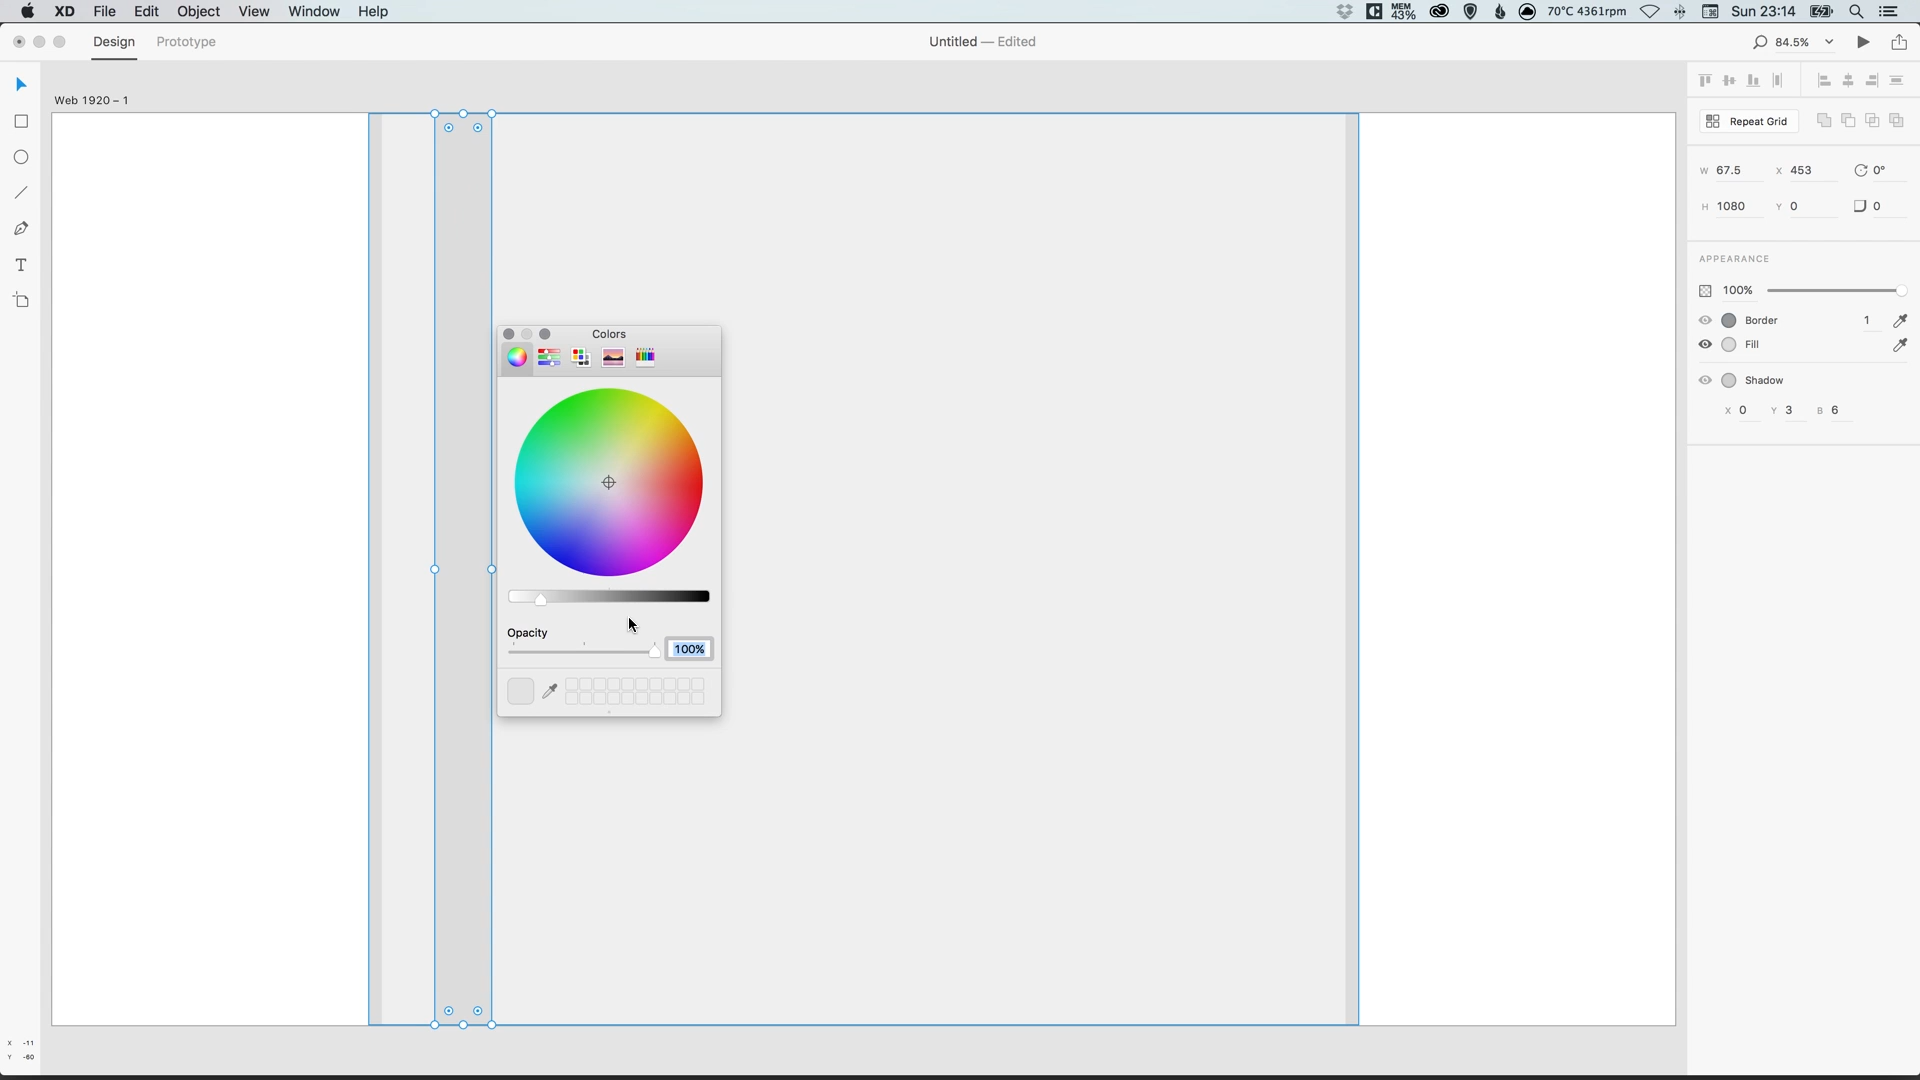 XD File Edit Object View Window Help
MEM
43%
70°C 4361rpm
Sun 23:14
Design Prototype
Untitled — Edited
84.5%
Web 1920 – 1
Repeat Grid
W 67.5 X 453 0°
H 1080 Y 0 0
APPEARANCE
100%
Border 1
Fill
Shadow
X 0 Y 3 B 6
Colors
Opacity
100%
X -11
Y -60